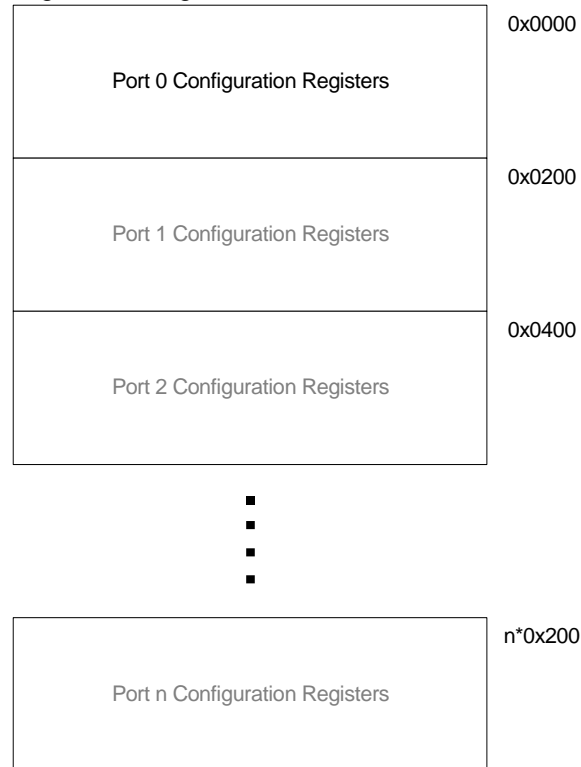 0x0000
Port 0 Configuration Registers
0x0200
Port 1 Configuration Registers
0x0400
Port 2 Configuration Registers
n*0x200
Port n Configuration Registers